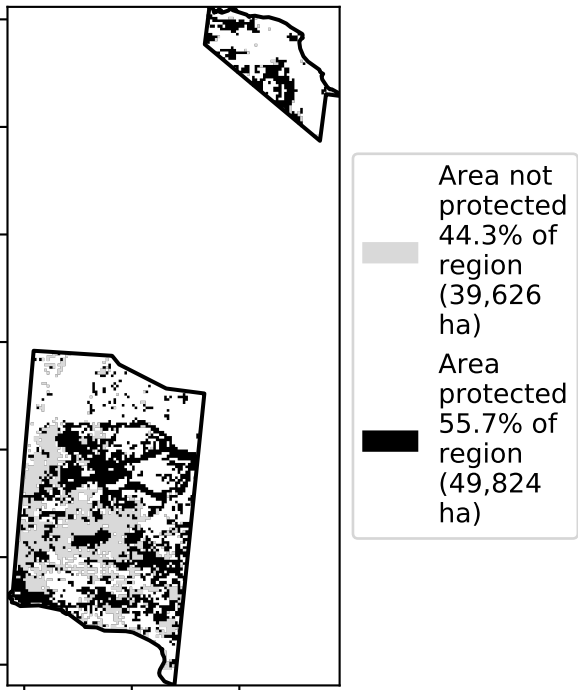 Area not
protected
44.3% of
region
(39,626
ha)
Area
protected
55.7% of
region
(49,824
ha)